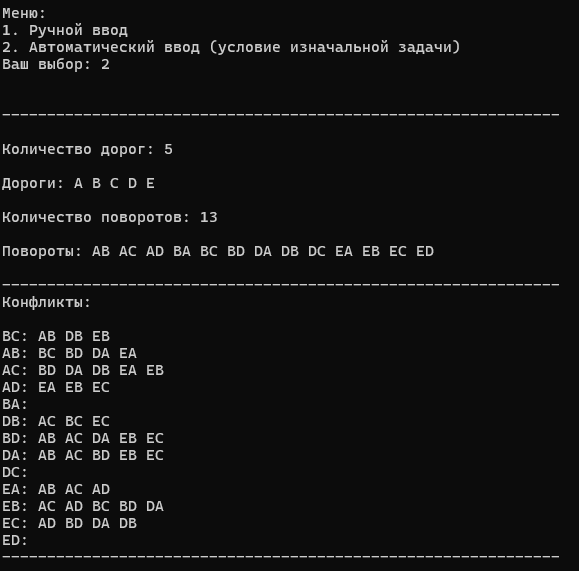 Меню:
1. Ручной ввод
2. Автоматический ввод (условие изначальной задачи)
Ваш выбор: 2
______________________________________________________________
Количество дорог: 5
Дороги: A B C D E
Количество поворотов: 13
Повороты: AB AC AD BA BC BD DA DB DC EA EB EC ED
______________________________________________________________
Конфликты:
BC: AB DB EB
AB: BC BD DA EA
AC: BD DA DB EA EB
AD: EA EB EC
BA:
DB: AC BC EC
BD: AB AC DA EB EC
DA: AB AC BD EB EC
DC:
EA: AB AC AD
EB: AC AD BC BD DA
EC: AD BD DA DB
ED:
______________________________________________________________